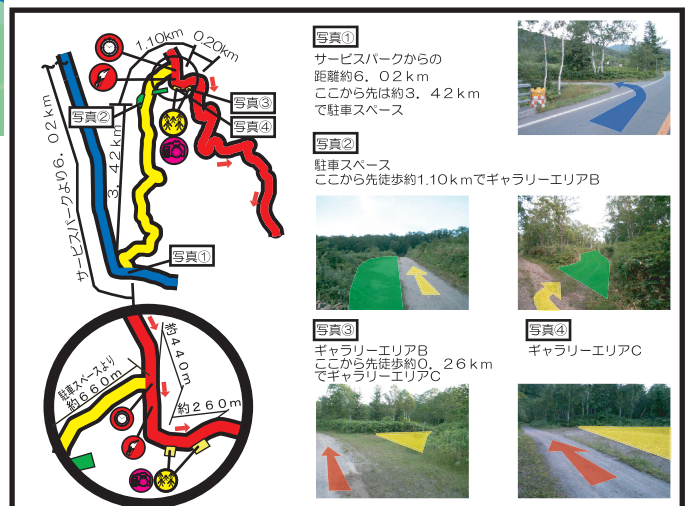 1.10km
0.20km
写真②
写真③
写真④
3.42km
サービスパークより6.02km
写真①
駐車スペースより
約660m
約440m
約260m
写真①
サービスパークからの
距離約6.02km
ここから先は約3.42km
で駐車スペース
写真②
駐車スペース
ここから先徒歩約1.10kmでギャラリーエリアB
写真③
ギャラリーエリアB
ここから先徒歩約0.26km
でギャラリーエリアC
写真④
ギャラリーエリアC